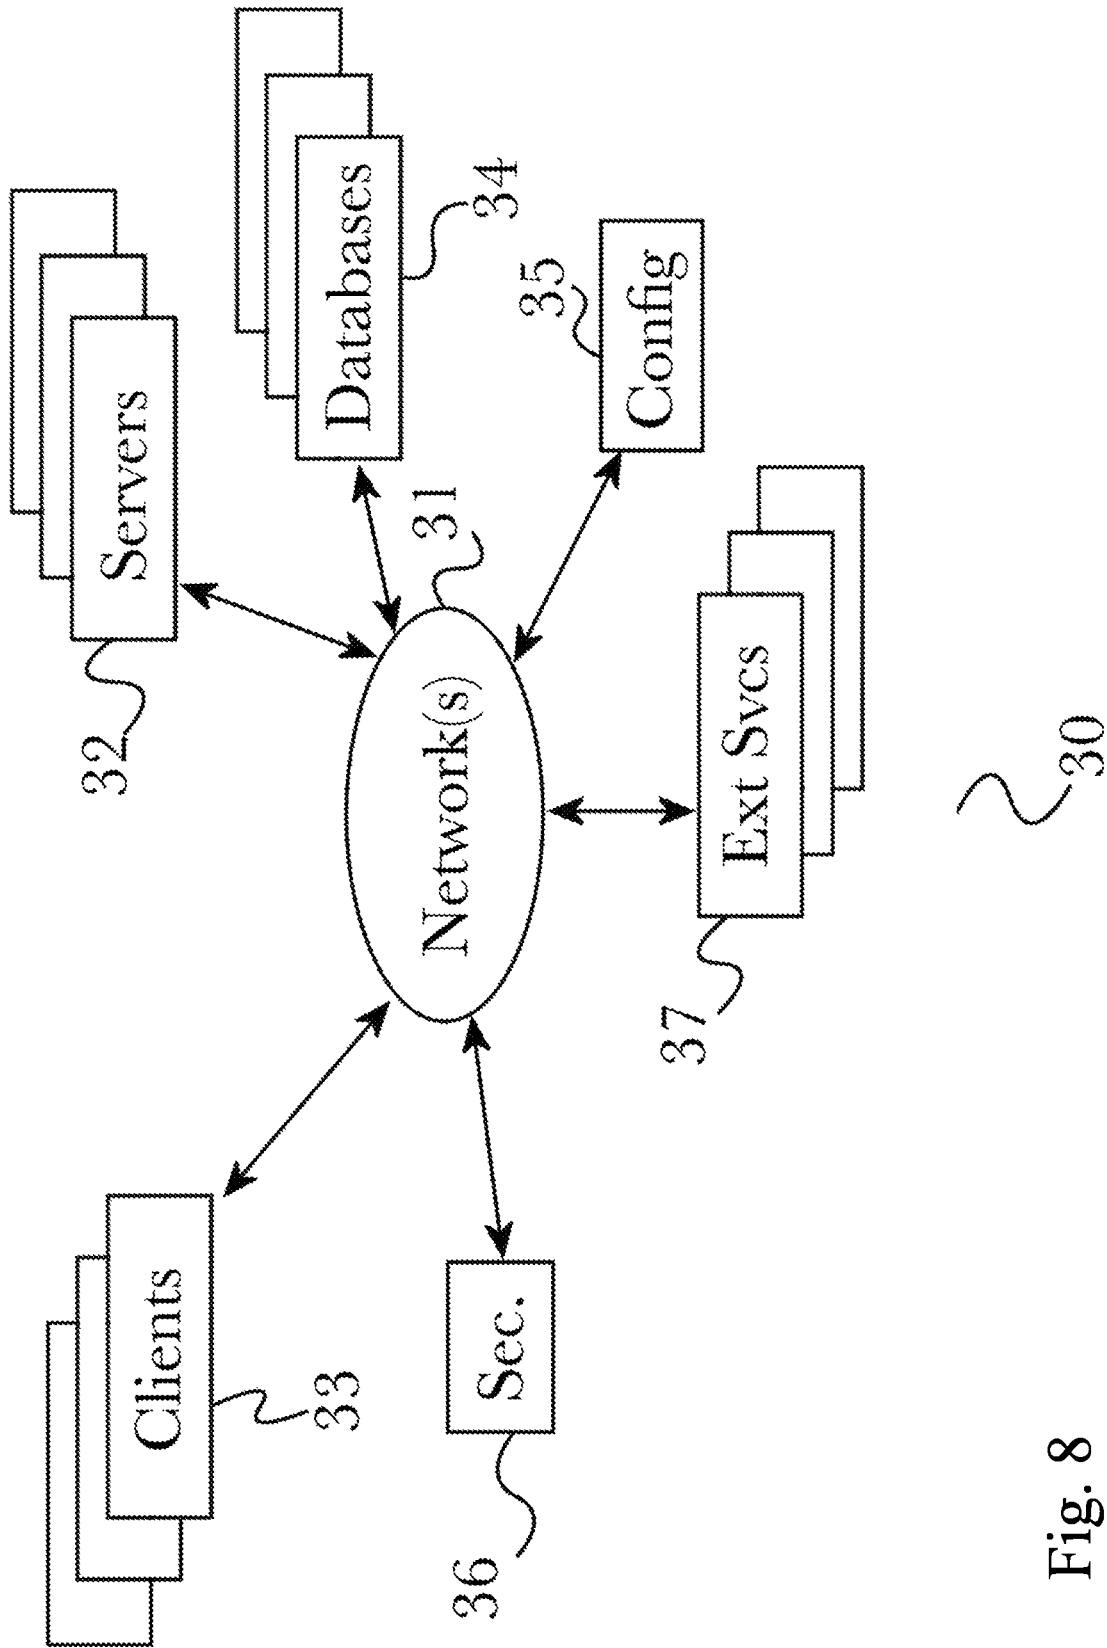 32
Servers
Clients
33
Databases
34
31
Network(s)
36
Sec.
35
Config
37
Ext Svcs
30
Fig. 8